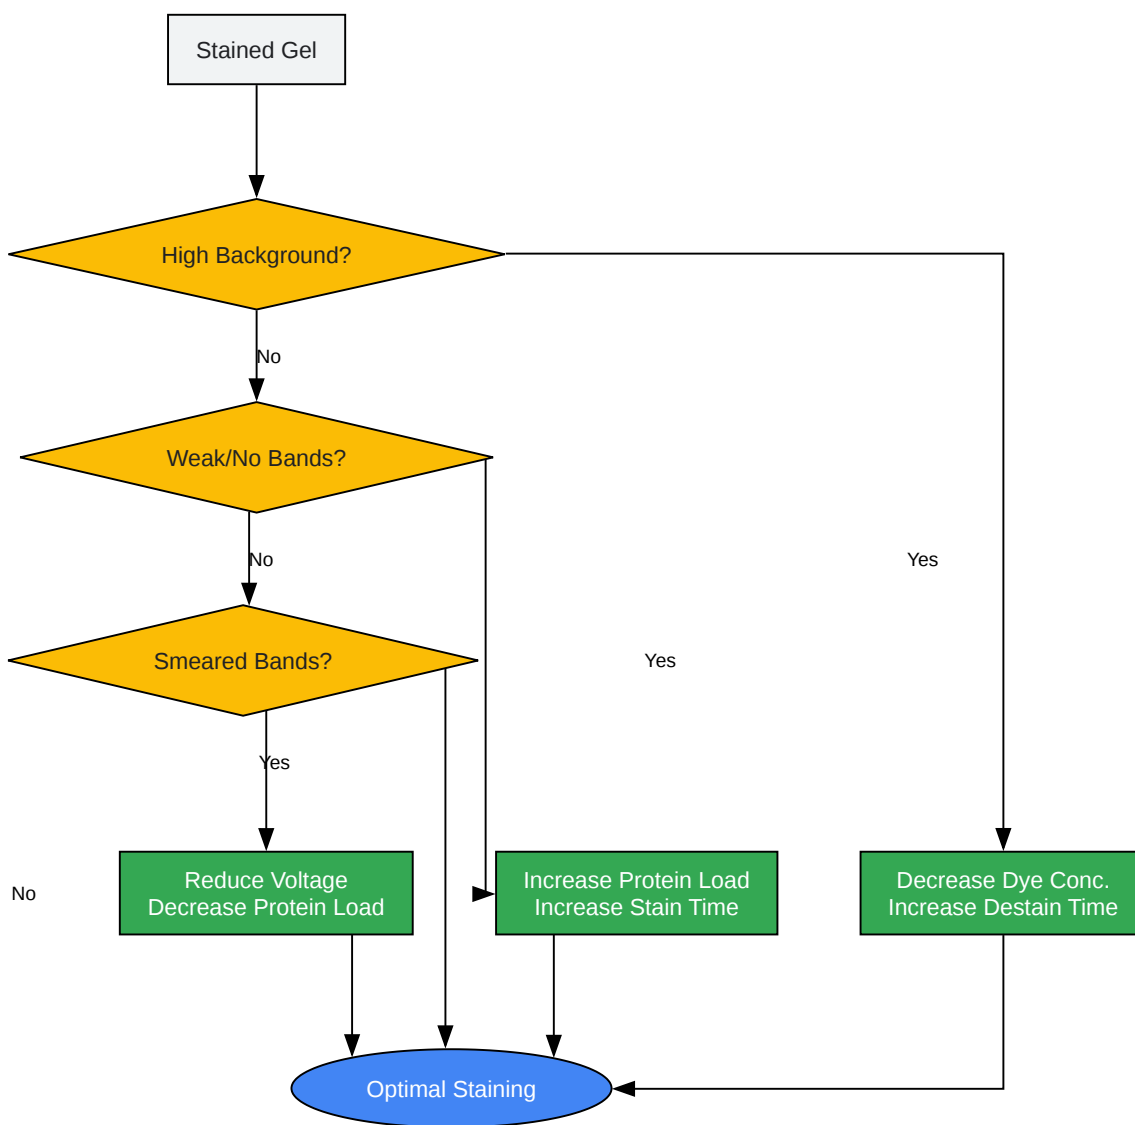 Stained Gel
High Background?
No
Weak/No Bands?
No
Yes
Smeared Bands?
Yes
Yes
No
Reduce Voltage
Decrease Protein Load
Increase Protein Load
Increase Stain Time
Decrease Dye Conc.
Increase Destain Time
Optimal Staining